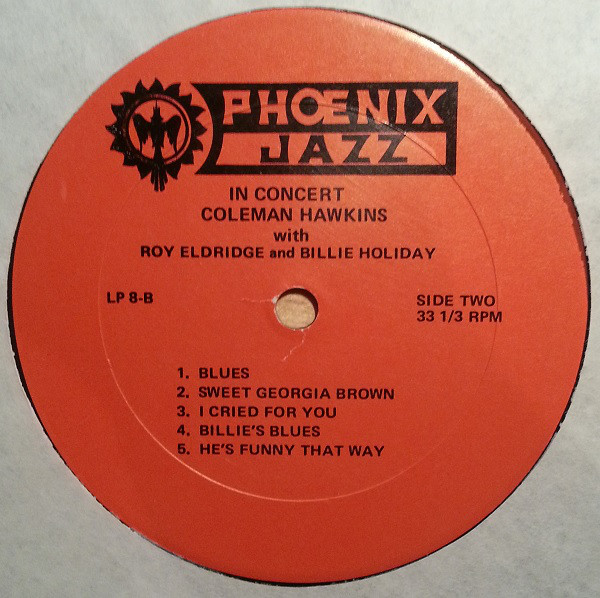 PHOENIX
JAZZ
IN CONCERT
COLEMAN HAWKINS
with
ROY ELDRIDGE and BILLIE HOLIDAY
LP 8-B
SIDE TWO
33 1/3 RPM
1. BLUES
2. SWEET GEORGIA BROWN
3. I CRIED FOR YOU
4. BILLIE'S BLUES
5. HE'S FUNNY THAT WAY